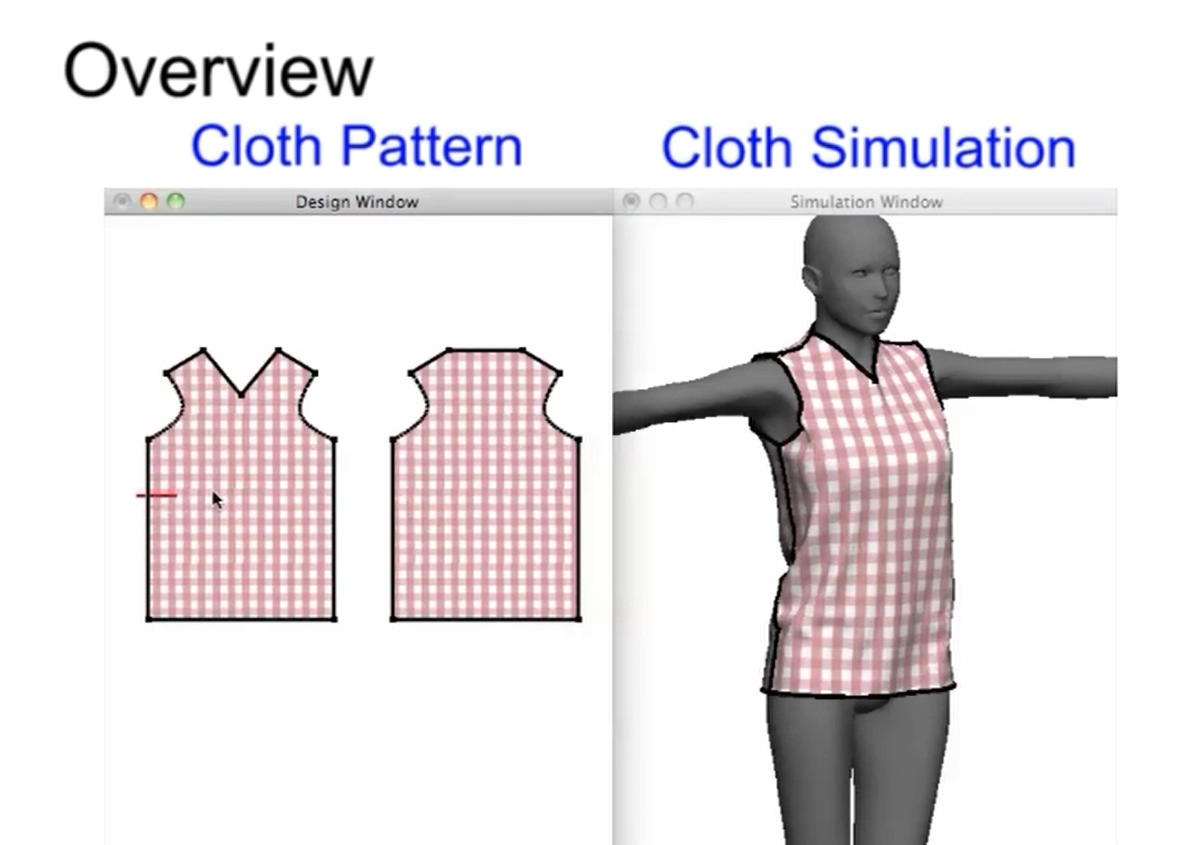 Overview
Cloth Pattern
Cloth Simulation
Design Window
Simulation Window